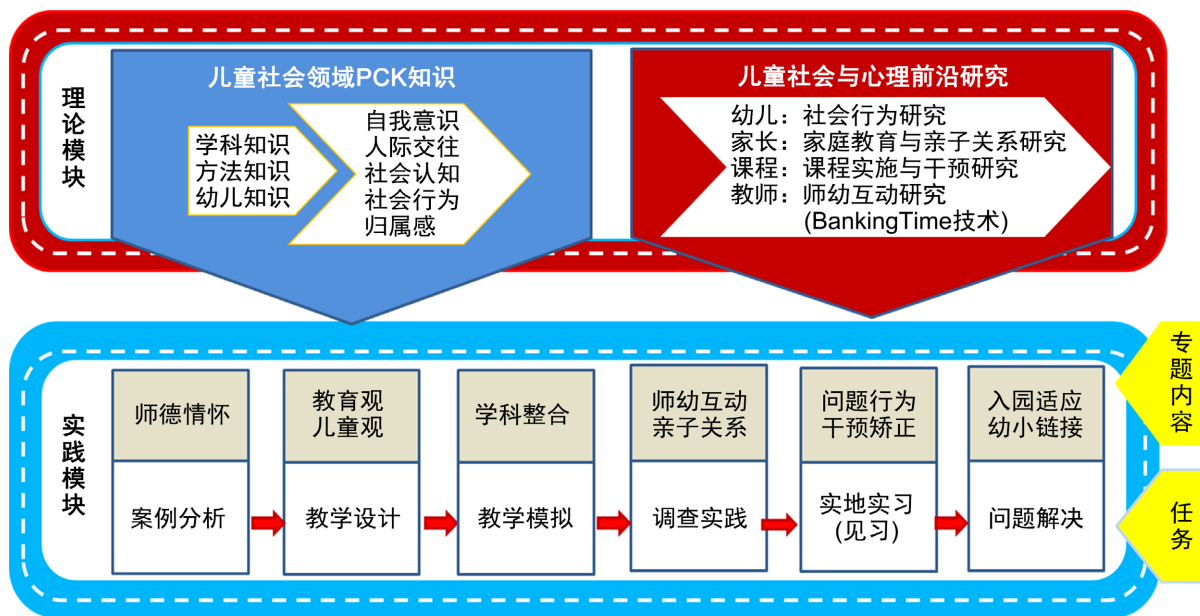 理论模块
儿童社会领域PCK知识
学科知识
方法知识
幼儿知识
自我意识
人际交往
社会认知
社会行为
归属感
儿童社会与心理前沿研究
幼儿：社会行为研究
家长：家庭教育与亲子关系研究
课程：课程实施与干预研究
教师：师幼互动研究
(BankingTime技术)
实践模块
师德情怀
教育观
儿童观
学科整合
师幼互动
亲子关系
问题行为
干预矫正
入园适应
幼小链接
专题内容
案例分析
教学设计
教学模拟
调查实践
实地实习
(见习)
问题解决
任务